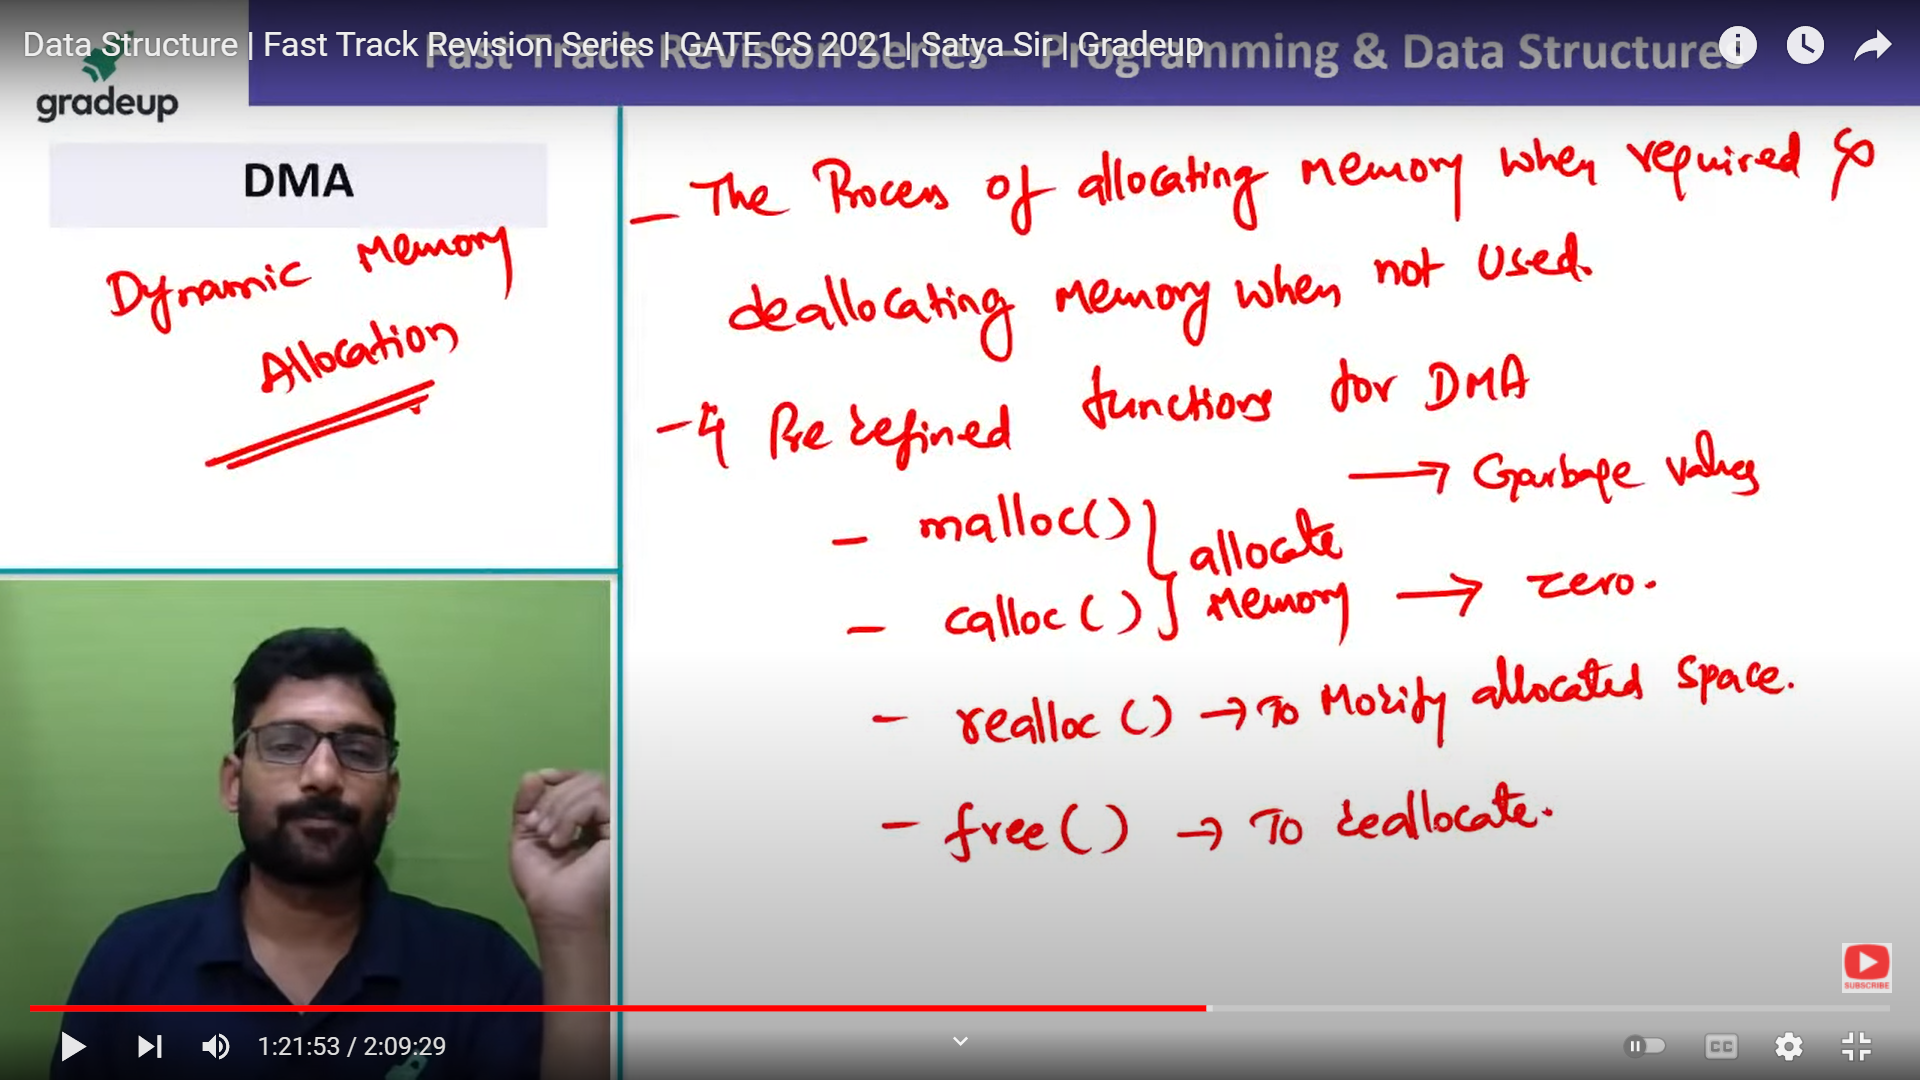 Data Structure | Fast Track Revision Series | GATE CS 2021 | Satya Sir | Gradeup
Fast Track Revision Series – Programming & Data Structures
gradeup
DMA
Dynamic Memory
Allocation
– The Process of allocating memory when required &
deallocating memory when not used.
– 4 Predefined functions for DMA
– malloc() } allocate → Garbage values
– calloc() } memory → zero.
– realloc() → To Modify allocated space.
– free() → To deallocate.
SUBSCRIBE
1:21:53 / 2:09:29
CC